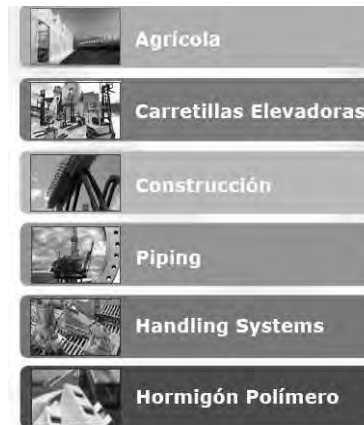 Agrícola
Carretillas Elevadoras
Construcción
Piping
Handling Systems
Hormigón Polímero